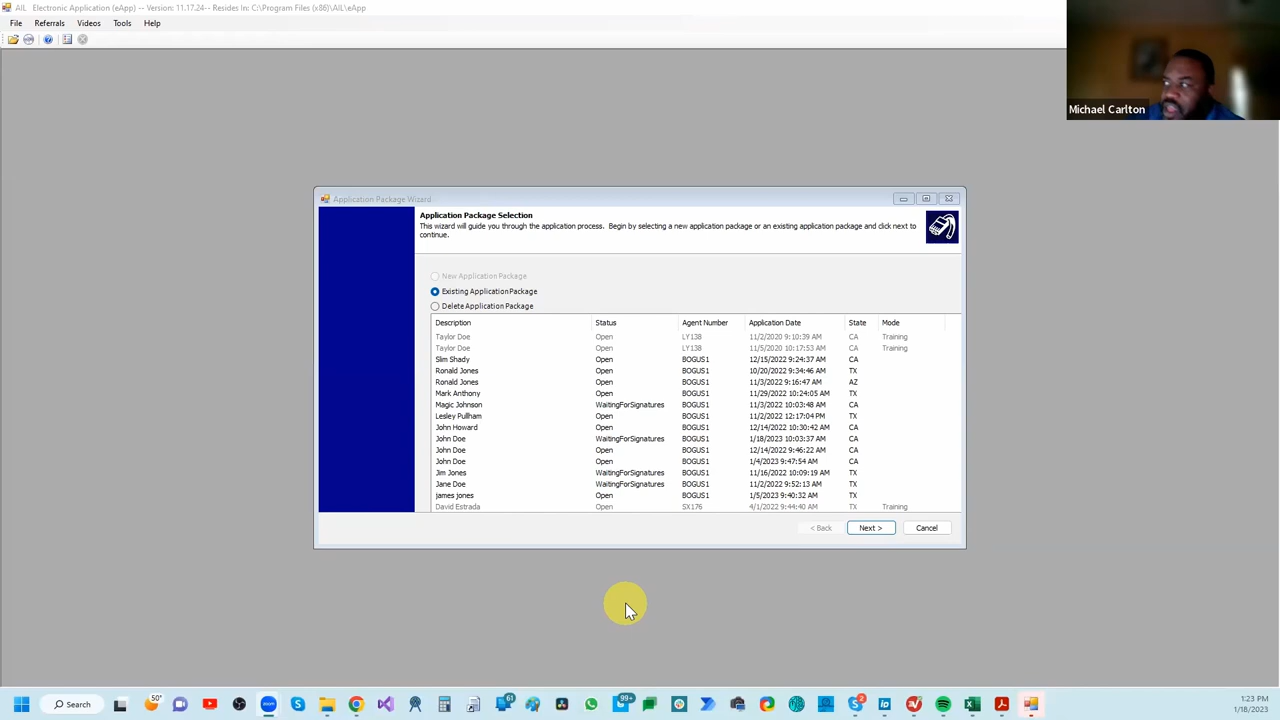 AIL Electronic Application (eApp) -- Version: 11.17.24-- Resides In: C:\Program Files (x86)\AIL\eApp
File Referrals Videos Tools Help
Michael Carlton
Application Package Wizard
Application Package Selection
This wizard will guide you through the application process. Begin by selecting a new application package or an existing application package and click next to
continue.
New Application Package
Existing Application Package
Delete Application Package
Description Status Agent Number Application Date State Mode
Taylor Doe Open LY138 11/2/2020 9:10:39 AM CA Training
Taylor Doe Open LY138 11/5/2020 10:17:53 AM CA Training
Slim Shady Open BOGUS1 12/15/2022 9:24:37 AM CA
Ronald Jones Open BOGUS1 10/20/2022 9:34:46 AM TX
Ronald Jones Open BOGUS1 11/3/2022 9:16:47 AM AZ
Mark Anthony Open BOGUS1 11/29/2022 10:24:05 AM TX
Magic Johnson WaitingForSignatures BOGUS1 11/3/2022 10:03:48 AM CA
Lesley Pullham Open BOGUS1 11/2/2022 12:17:04 PM TX
John Howard Open BOGUS1 12/14/2022 10:30:42 AM CA
John Doe WaitingForSignatures BOGUS1 1/18/2023 10:03:37 AM CA
John Doe Open BOGUS1 12/14/2022 9:46:22 AM CA
John Doe Open BOGUS1 1/4/2023 9:47:54 AM CA
Jim Jones WaitingForSignatures BOGUS1 11/16/2022 10:09:19 AM TX
Jane Doe WaitingForSignatures BOGUS1 11/2/2022 9:52:13 AM TX
james jones Open BOGUS1 1/5/2023 9:40:32 AM TX
David Estrada Open SX176 4/1/2022 9:44:40 AM TX Training
< Back Next > Cancel
Search
50°
61
99+
2
1:23 PM
1/18/2023